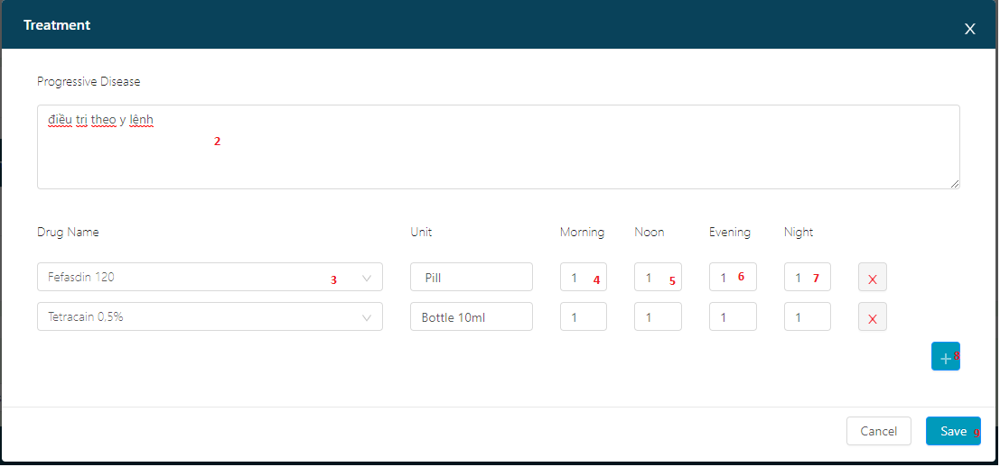 Treatment
X
Progressive Disease
điều trị theo y lệnh
2
Drug Name Unit Morning Noon Evening Night
Fefasdin 120 3 Pill 1 4 1 5 1 6 1 7 X
Tetracain 0.5% Bottle 10ml 1 1 1 1 X
+ 8
Cancel Save 9